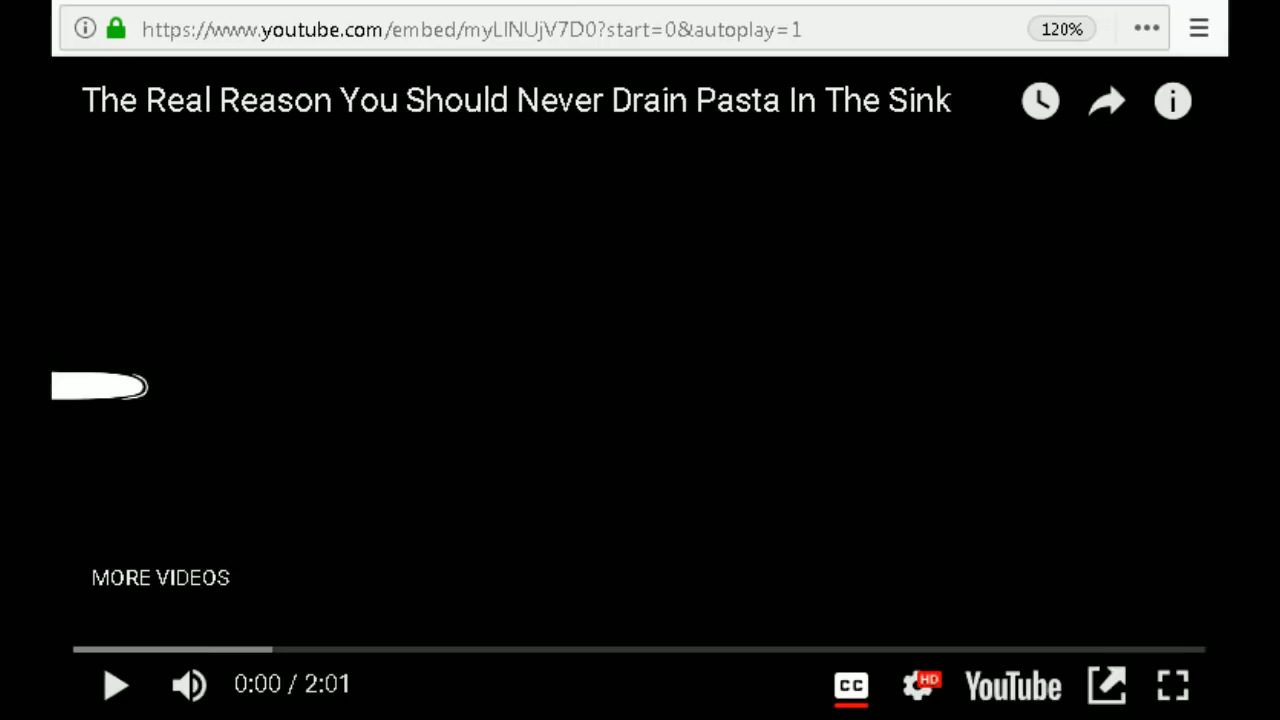 https://www.youtube.com/embed/myLlNUjV7D0?start=0&autoplay=1 120%
The Real Reason You Should Never Drain Pasta In The Sink
MORE VIDEOS
0:00 / 2:01 CC HD YouTube